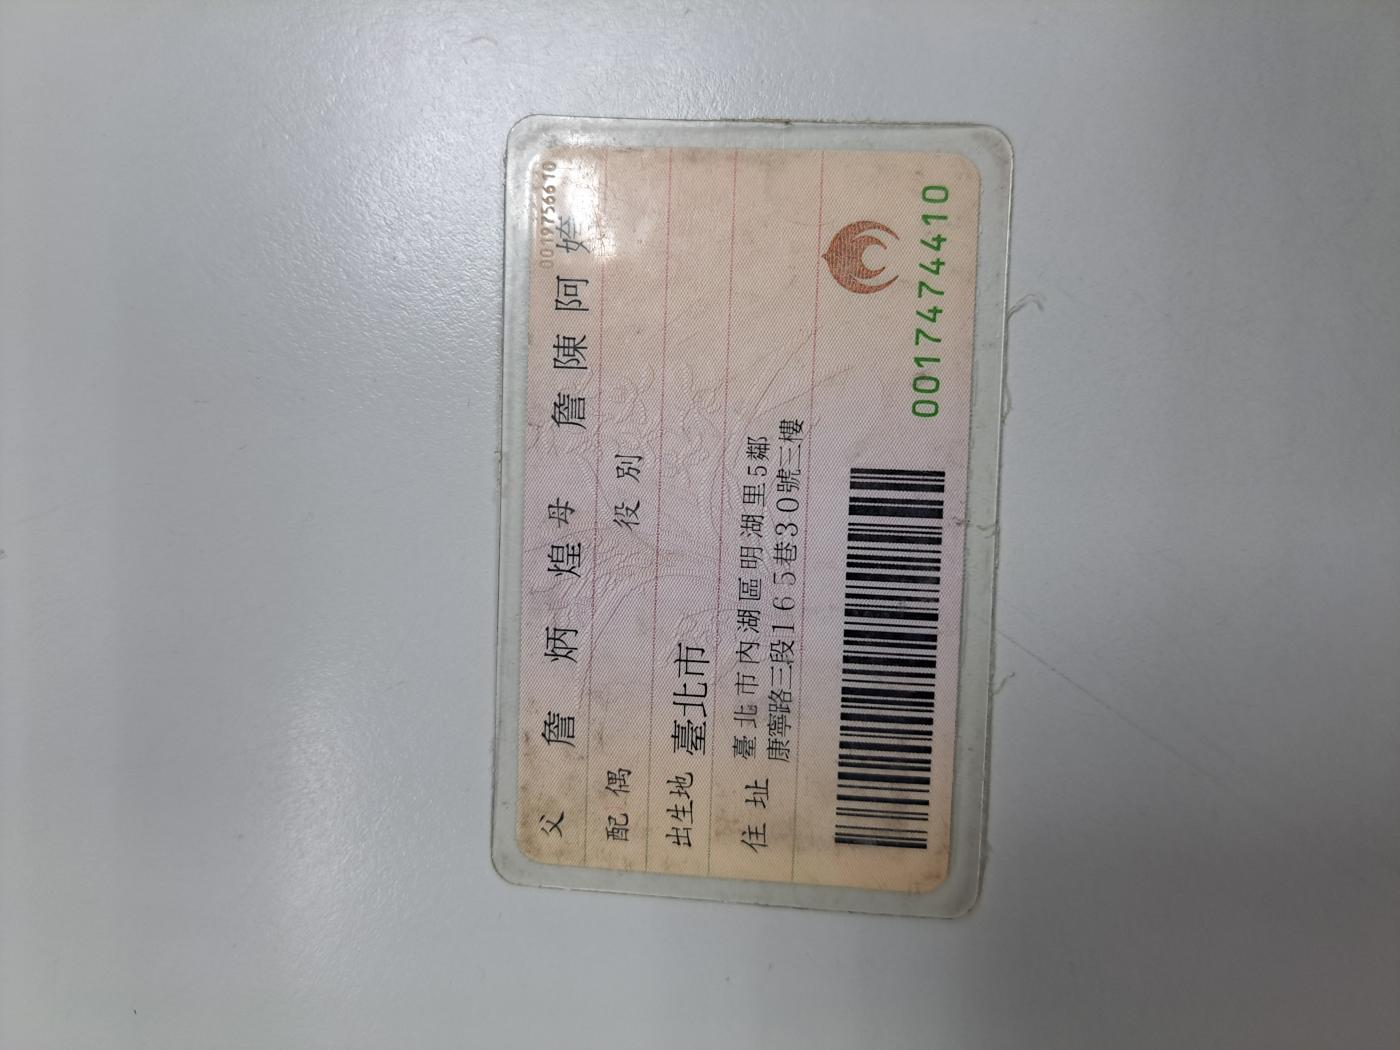 0019756610
父 詹炳煌 母 詹陳阿姱
配偶 役別
出生地 臺北市
住址 臺北市內湖區明湖里5鄰
康寧路三段165巷30號三樓
0017474410